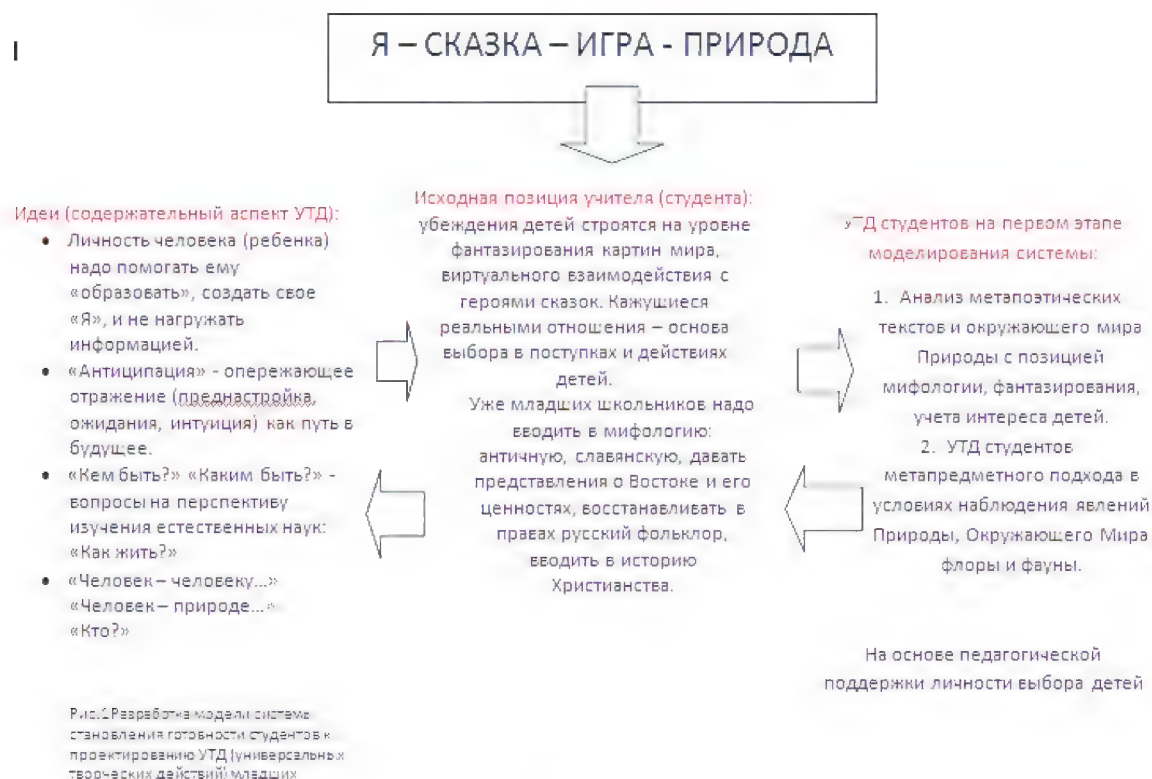 I
Я – СКАЗКА – ИГРА - ПРИРОДА
Идеи (содержательный аспект УТД):
• Личность человека (ребенка)
надо помогать ему
«образовать», создать свое
«Я», и не нагружать
информацией.
• «Антиципация» - опережающее
отражение (преднастройка,
ожидания, интуиция) как путь в
будущее.
• «Кем быть?» «Каким быть?» -
вопросы на перспективу
изучения естественных наук:
«Как жить?»
• «Человек – человеку...»
«Человек – природе...»
«Кто?»
Рис.1 Разработка модели система
становления готовности студентов к
проектированию УТД (универсальных
творческих действий) младших
Исходная позиция учителя (студента):
убеждения детей строятся на уровне
фантазирования картин мира,
виртуального взаимодействия с
героями сказок. Кажущиеся
реальными отношения – основа
выбора в поступках и действиях
детей.
Уже младших школьников надо
вводить в мифологию:
античную, славянскую, давать
представления о Востоке и его
ценностях, восстанавливать в
правах русский фольклор,
вводить в историю
Христианства.
УТД студентов на первом этапе
моделирования системы:
1. Анализ метапоэтических
текстов и окружающего мира
Природы с позицией
мифологии, фантазирования,
учета интереса детей.
2. УТД студентов
метапредметного подхода в
условиях наблюдения явлений
Природы, Окружающего Мира
флоры и фауны.
На основе педагогической
поддержки личности выбора детей